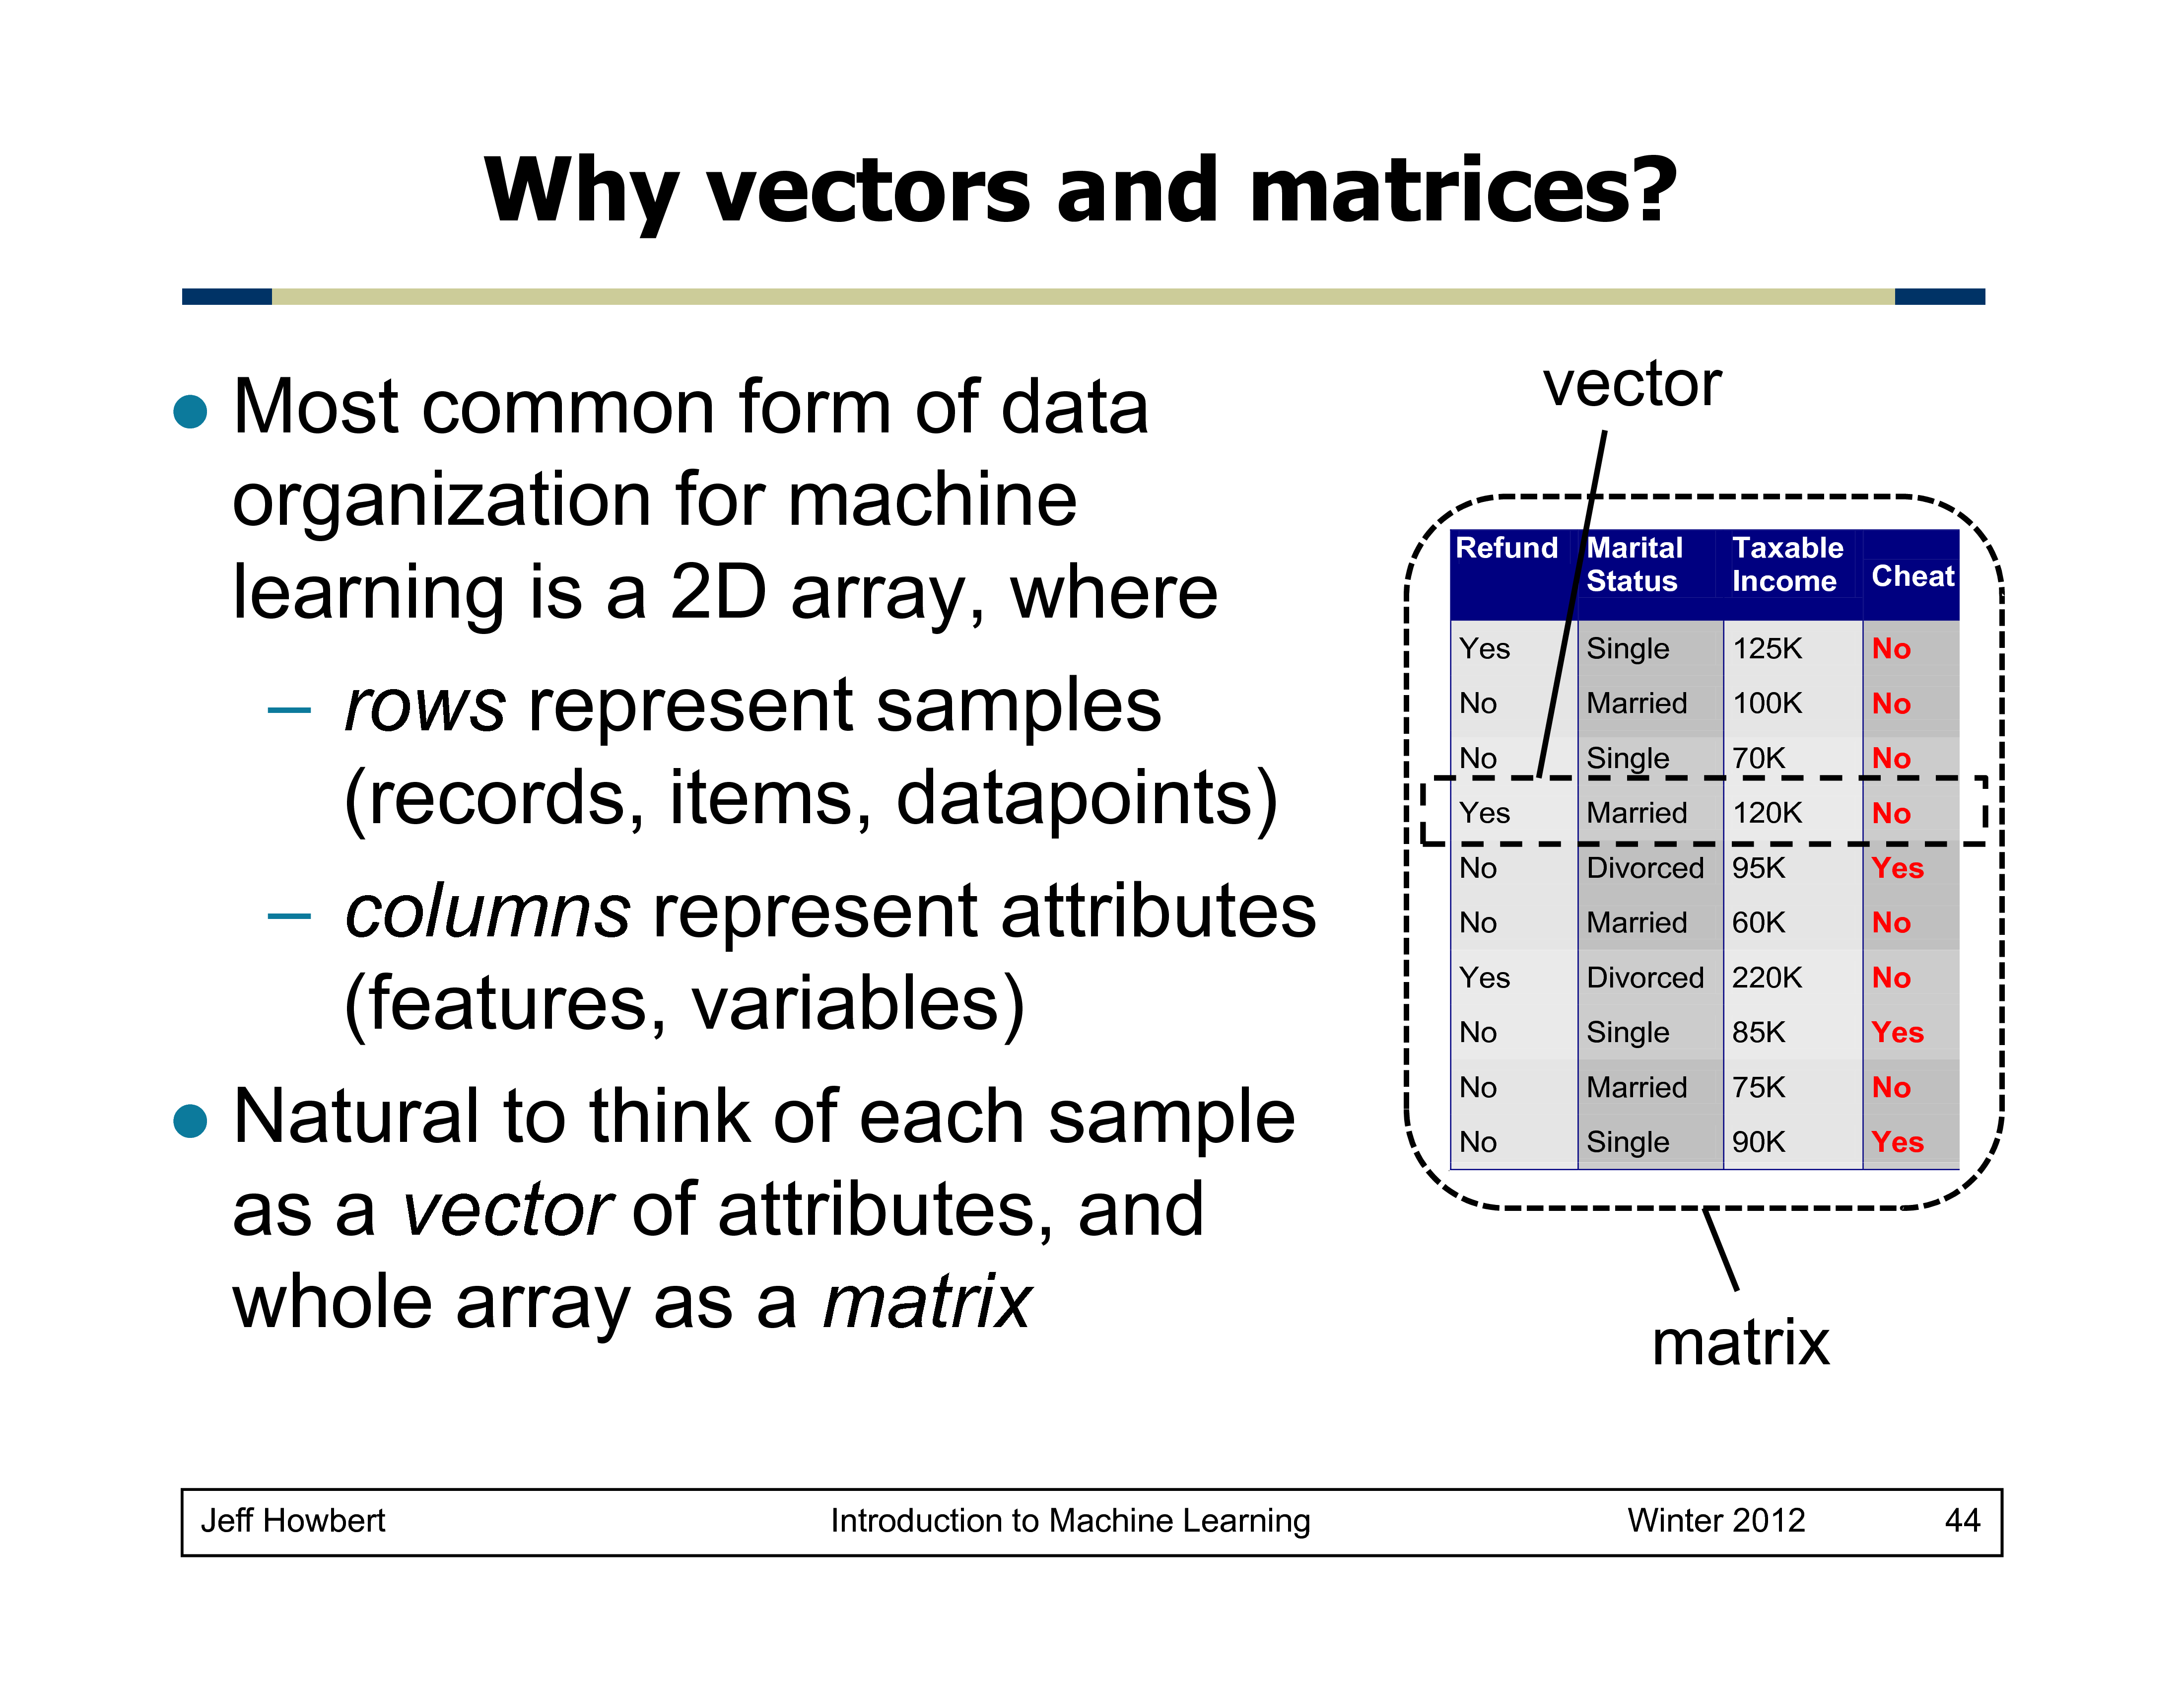 Why vectors and matrices?
● Most common form of data
organization for machine
learning is a 2D array, where
– rows represent samples
(records, items, datapoints)
– columns represent attributes
(features, variables)
● Natural to think of each sample
as a vector of attributes, and
whole array as a matrix
vector
Refund Marital Status Taxable Income Cheat
Yes Single 125K No
No Married 100K No
No Single 70K No
Yes Married 120K No
No Divorced 95K Yes
No Married 60K No
Yes Divorced 220K No
No Single 85K Yes
No Married 75K No
No Single 90K Yes
matrix
Jeff Howbert Introduction to Machine Learning Winter 2012 44